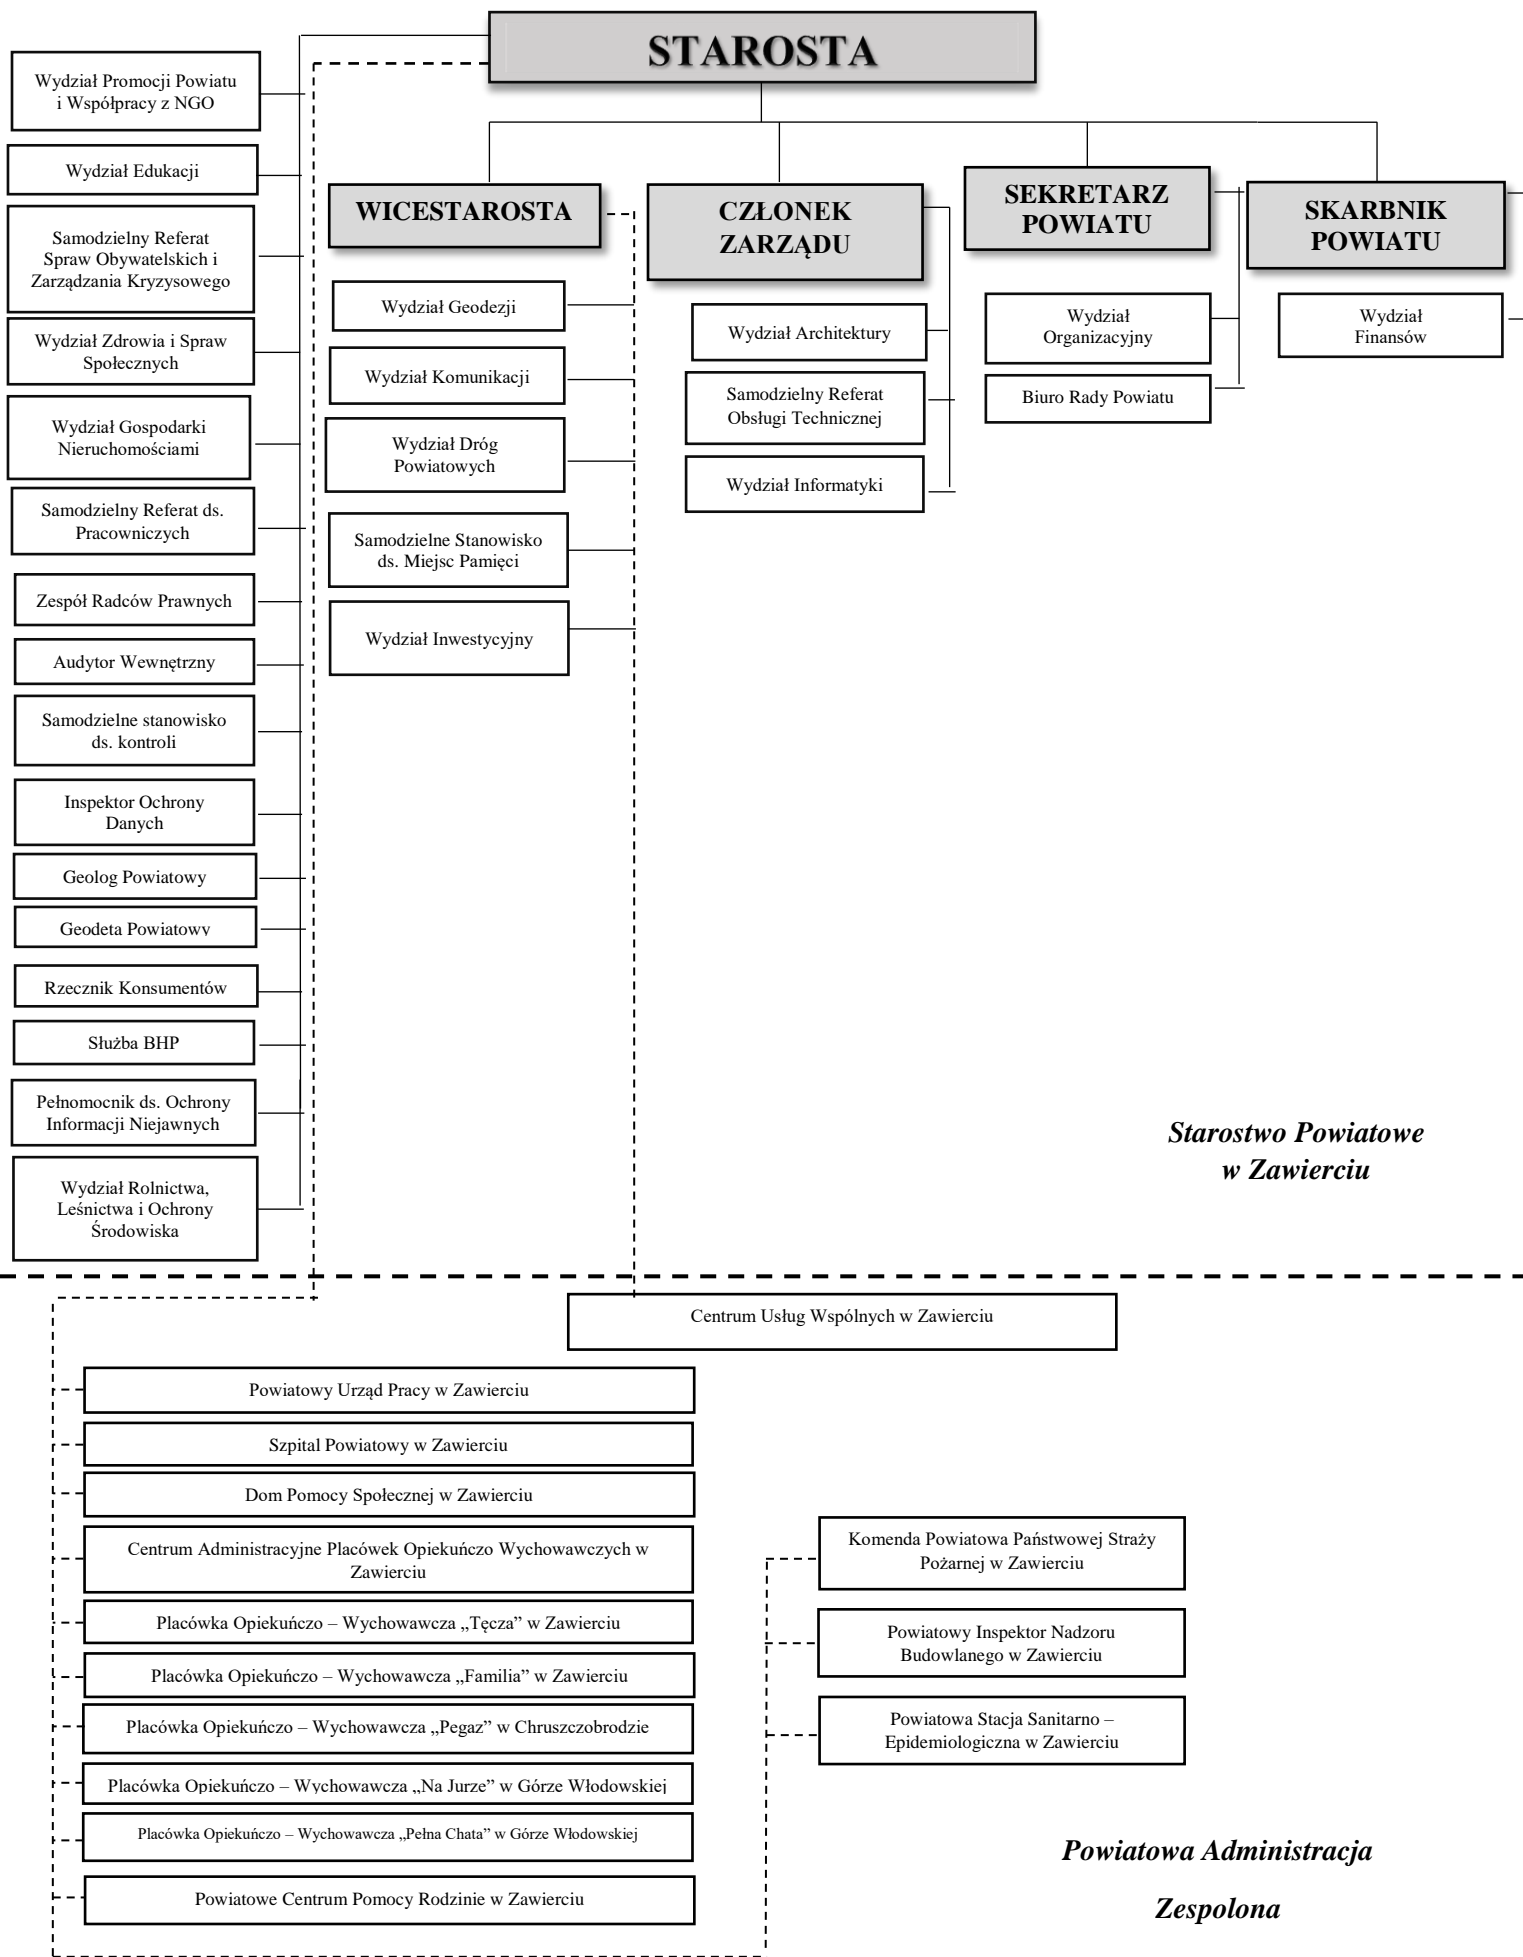 STAROSTA
Wydział Promocji Powiatu
i Współpracy z NGO
Wydział Edukacji
Samodzielny Referat
Spraw Obywatelskich i
Zarządzania Kryzysowego
Wydział Zdrowia i Spraw
Społecznych
Wydział Gospodarki
Nieruchomościami
Samodzielny Referat ds.
Pracowniczych
Zespół Radców Prawnych
Audytor Wewnętrzny
Samodzielne stanowisko
ds. kontroli
Inspektor Ochrony
Danych
Geolog Powiatowy
Geodeta Powiatowy
Rzecznik Konsumentów
Służba BHP
Pełnomocnik ds. Ochrony
Informacji Niejawnych
Wydział Rolnictwa,
Leśnictwa i Ochrony
Środowiska
WICESTAROSTA
Wydział Geodezji
Wydział Komunikacji
Wydział Dróg
Powiatowych
Samodzielne Stanowisko
ds. Miejsc Pamięci
Wydział Inwestycyjny
CZŁONEK
ZARZĄDU
Wydział Architektury
Samodzielny Referat
Obsługi Technicznej
Wydział Informatyki
SEKRETARZ
POWIATU
Wydział
Organizacyjny
Biuro Rady Powiatu
SKARBNIK
POWIATU
Wydział
Finansów
Starostwo Powiatowe
w Zawierciu
Centrum Usług Wspólnych w Zawierciu
Powiatowy Urząd Pracy w Zawierciu
Szpital Powiatowy w Zawierciu
Dom Pomocy Społecznej w Zawierciu
Centrum Administracyjne Placówek Opiekuńczo Wychowawczych w
Zawierciu
Placówka Opiekuńczo – Wychowawcza „Tęcza” w Zawierciu
Placówka Opiekuńczo – Wychowawcza „Familia” w Zawierciu
Placówka Opiekuńczo – Wychowawcza „Pegaz” w Chruszczobrodzie
Placówka Opiekuńczo – Wychowawcza „Na Jurze” w Górze Włodowskiej
Placówka Opiekuńczo – Wychowawcza „Pełna Chata” w Górze Włodowskiej
Powiatowe Centrum Pomocy Rodzinie w Zawierciu
Komenda Powiatowa Państwowej Straży
Pożarnej w Zawierciu
Powiatowy Inspektor Nadzoru
Budowlanego w Zawierciu
Powiatowa Stacja Sanitarno –
Epidemiologiczna w Zawierciu
Powiatowa Administracja
Zespolona